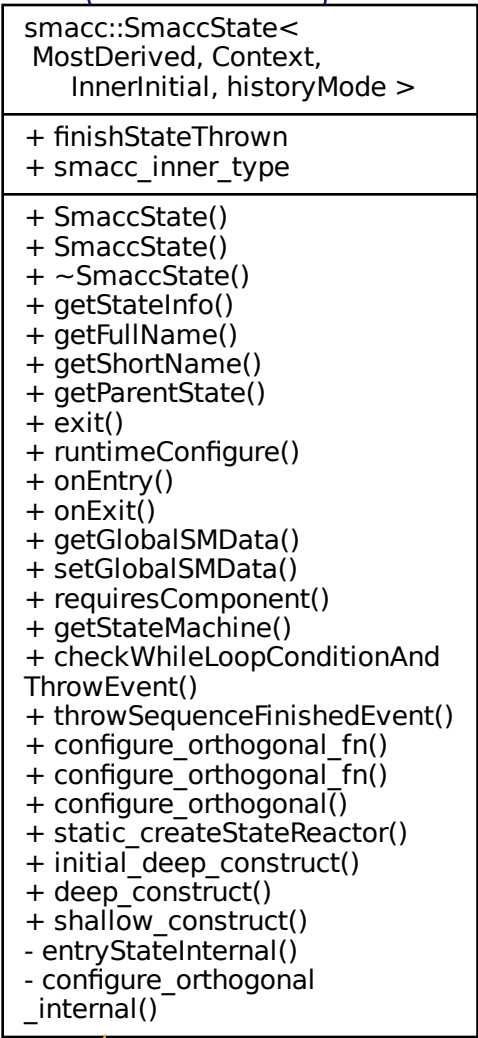 smacc::SmaccState<
MostDerived, Context,
InnerInitial, historyMode >
+ finishStateThrown
+ smacc_inner_type
+ SmaccState()
+ SmaccState()
+ ~SmaccState()
+ getStateInfo()
+ getFullName()
+ getShortName()
+ getParentState()
+ exit()
+ runtimeConfigure()
+ onEntry()
+ onExit()
+ getGlobalSMData()
+ setGlobalSMData()
+ requiresComponent()
+ getStateMachine()
+ checkWhileLoopConditionAnd
ThrowEvent()
+ throwSequenceFinishedEvent()
+ configure_orthogonal_fn()
+ configure_orthogonal_fn()
+ configure_orthogonal()
+ static_createStateReactor()
+ initial_deep_construct()
+ deep_construct()
+ shallow_construct()
- entryStateInternal()
- configure_orthogonal
_internal()